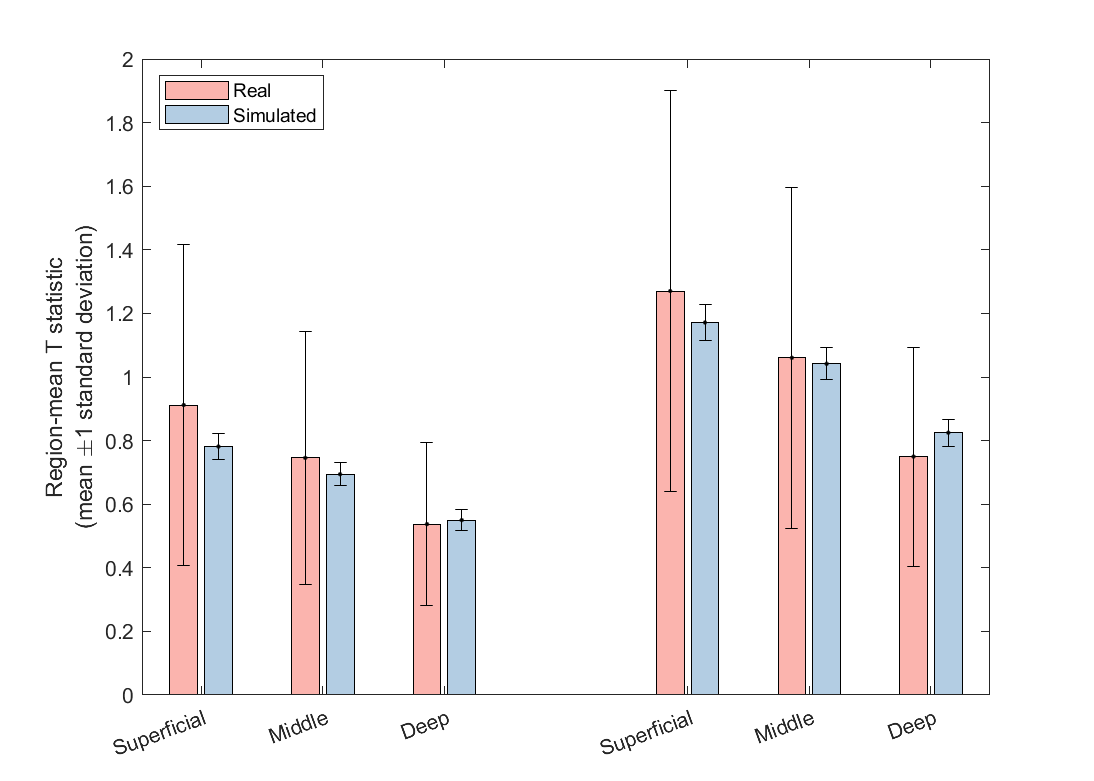 Real
Simulated
2
1.8
1.6
1.4
1.2
1
0.8
0.6
0.4
0.2
0
Region-mean T statistic
(mean ±1 standard deviation)
Superficial
Middle
Deep
Superficial
Middle
Deep